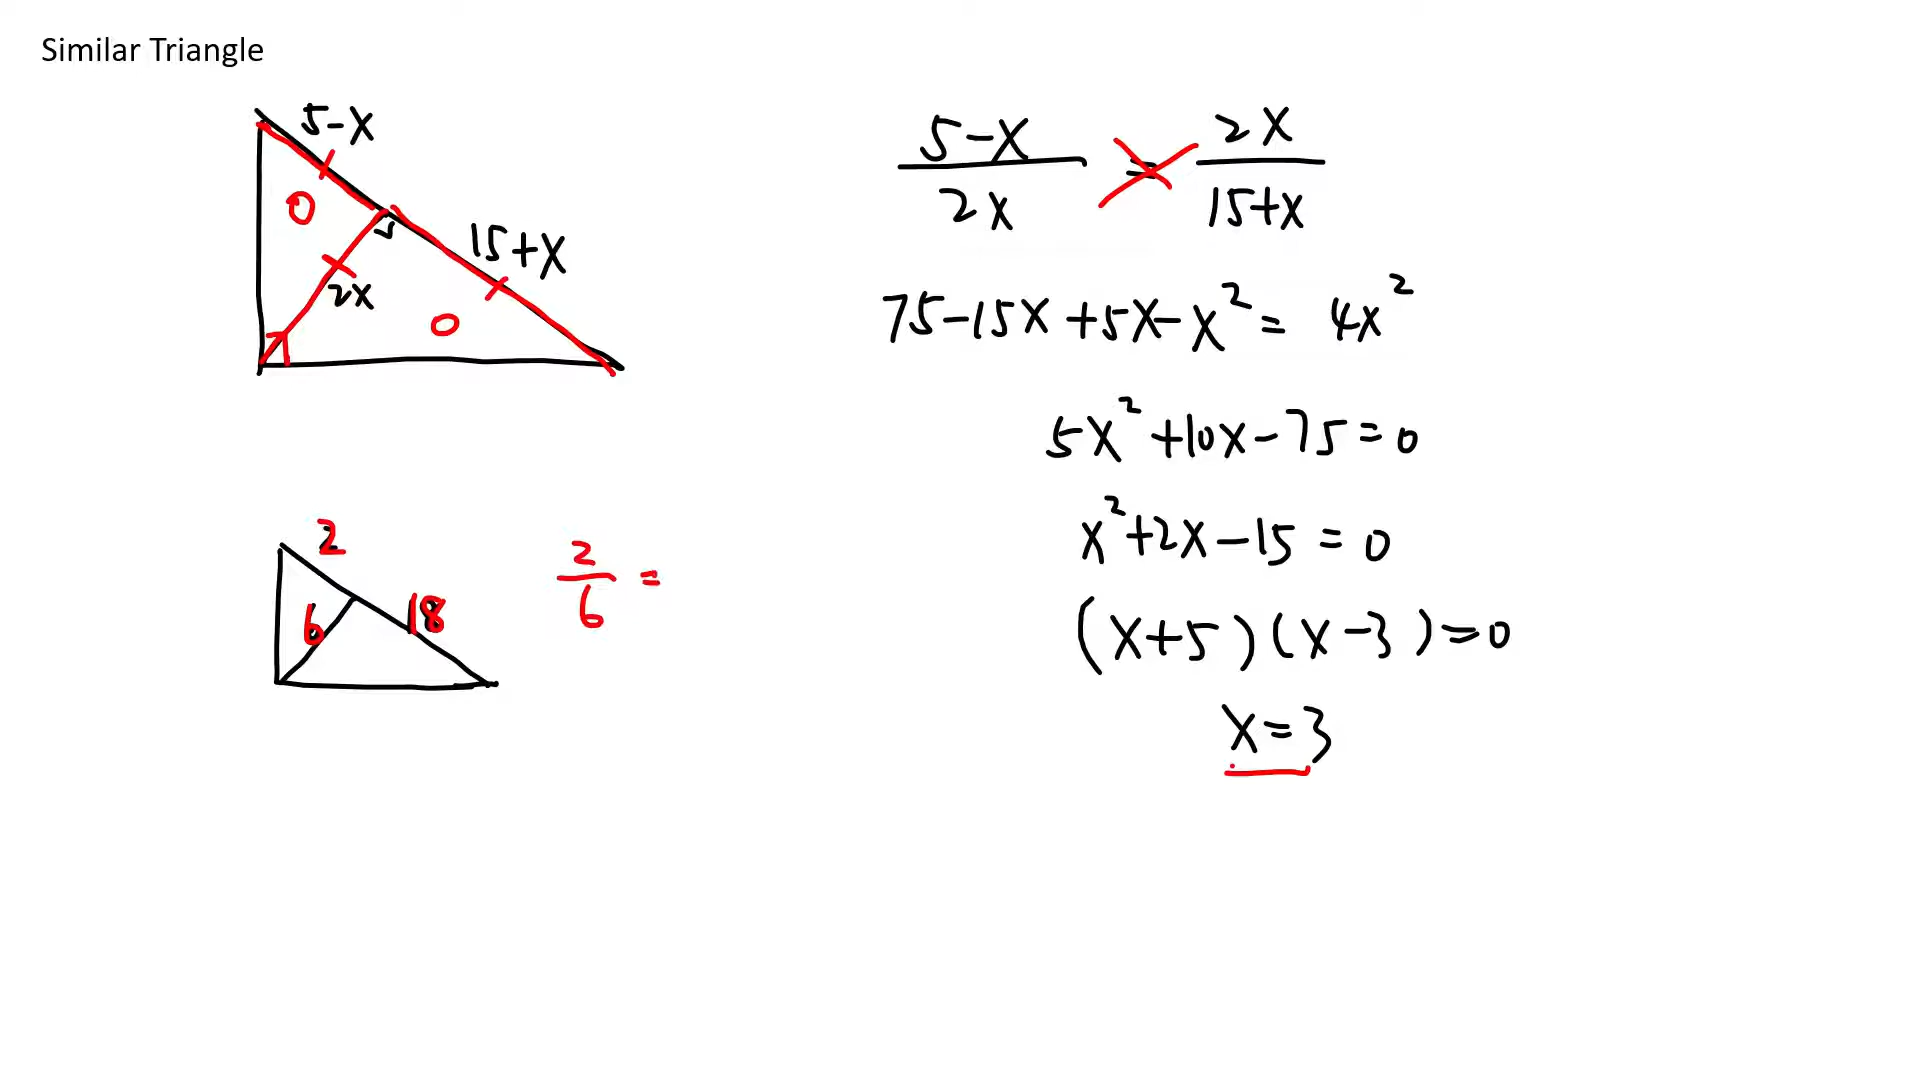 Similar Triangle
5-x
0
5
15+x
2x
0
5-x / 2x = 2x / 15+x
75-15x+5x-x² = 4x²
5x²+10x-75=0
x²+2x-15=0
(x+5)(x-3)=0
x=3
2
6
18
2/6 =